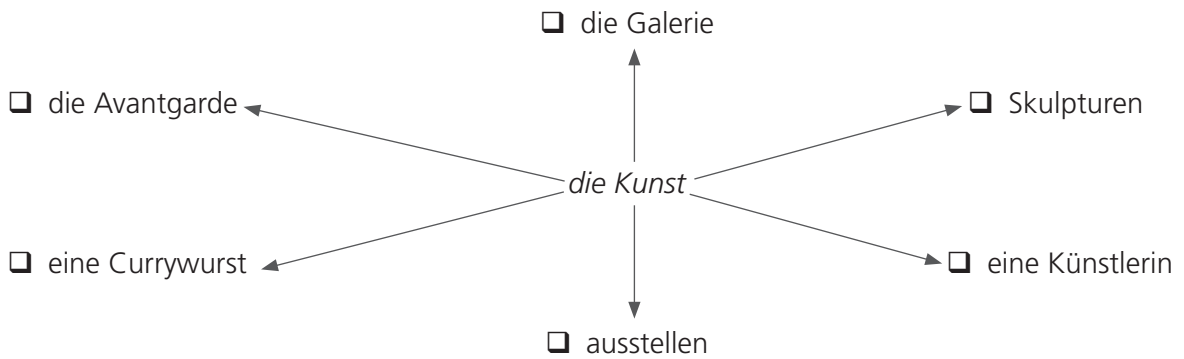 ❑ die Galerie
❑ die Avantgarde
❑ Skulpturen
die Kunst
❑ eine Currywurst
❑ eine Künstlerin
❑ ausstellen